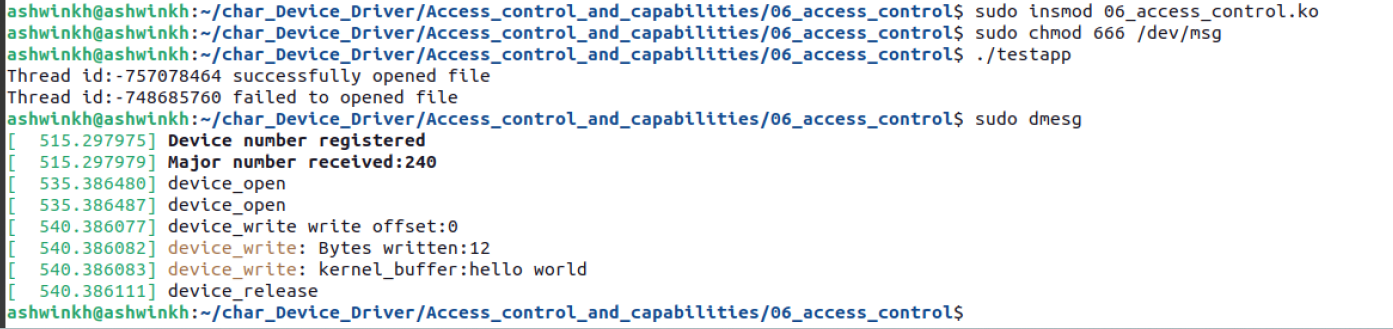 ashwinkh@ashwinkh:~/char_Device_Driver/Access_control_and_capabilities/06_access_control$ sudo insmod 06_access_control.ko
ashwinkh@ashwinkh:~/char_Device_Driver/Access_control_and_capabilities/06_access_control$ sudo chmod 666 /dev/msg
ashwinkh@ashwinkh:~/char_Device_Driver/Access_control_and_capabilities/06_access_control$ ./testapp
Thread id:-757078464 successfully opened file
Thread id:-748685760 failed to opened file
ashwinkh@ashwinkh:~/char_Device_Driver/Access_control_and_capabilities/06_access_control$ sudo dmesg
[  515.297975] Device number registered
[  515.297979] Major number received:240
[  535.386480] device_open
[  535.386487] device_open
[  540.386077] device_write write offset:0
[  540.386082] device_write: Bytes written:12
[  540.386083] device_write: kernel_buffer:hello world
[  540.386111] device_release
ashwinkh@ashwinkh:~/char_Device_Driver/Access_control_and_capabilities/06_access_control$